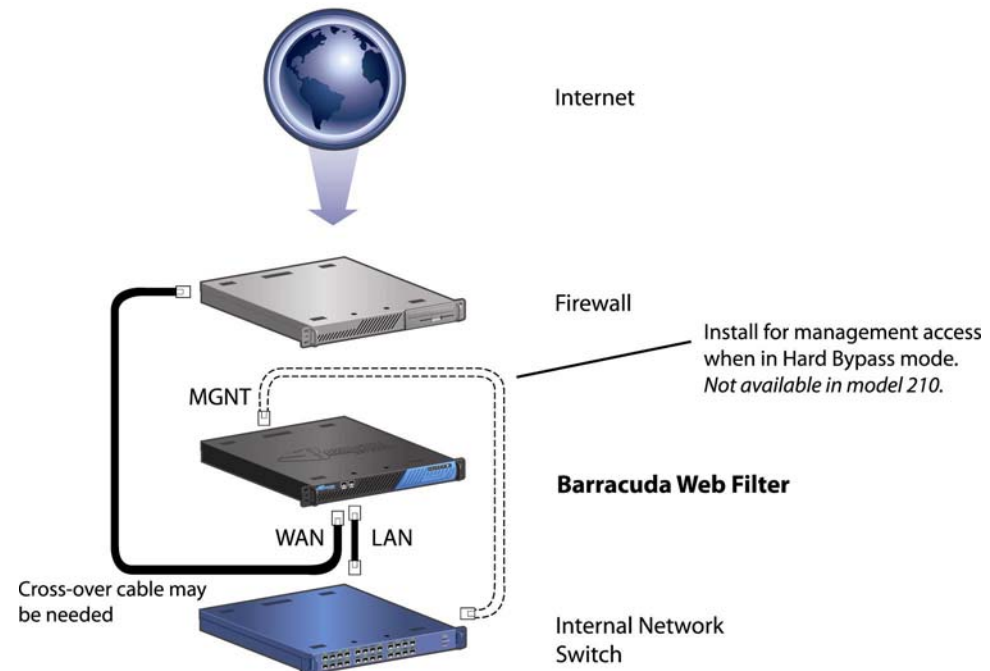 Internet
Firewall
Install for management access
when in Hard Bypass mode.
Not available in model 210.
MGNT
Barracuda Web Filter
WAN
LAN
Cross-over cable may
be needed
Internal Network
Switch